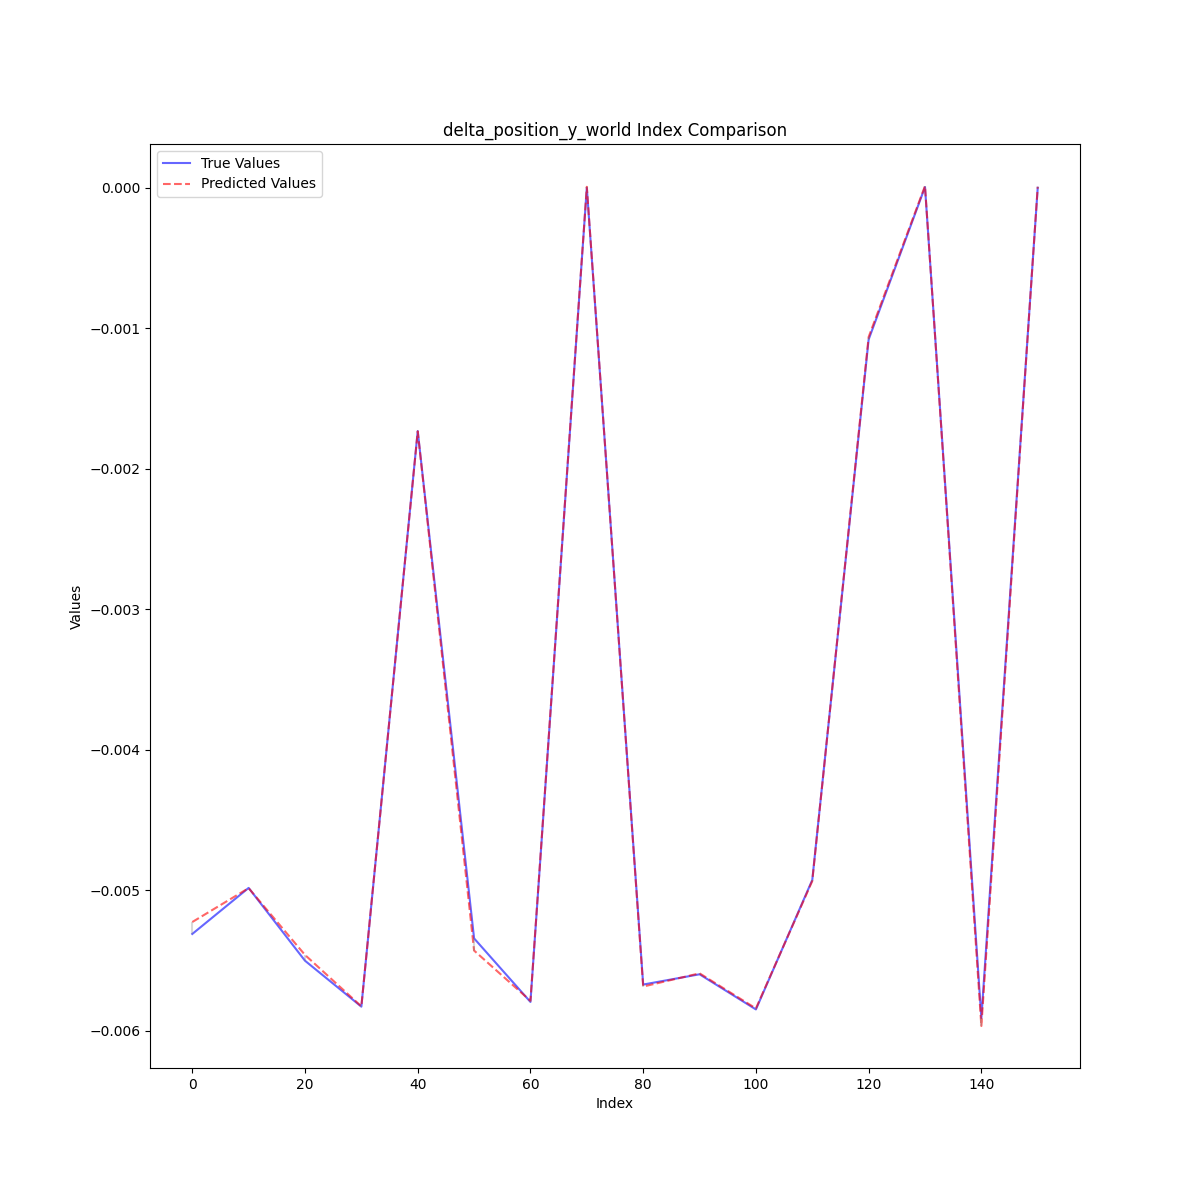 delta_position_y_world Index Comparison
True Values
Predicted Values
0.000
−0.001
−0.002
−0.003
−0.004
−0.005
−0.006
Values
0 20 40 60 80 100 120 140
Index